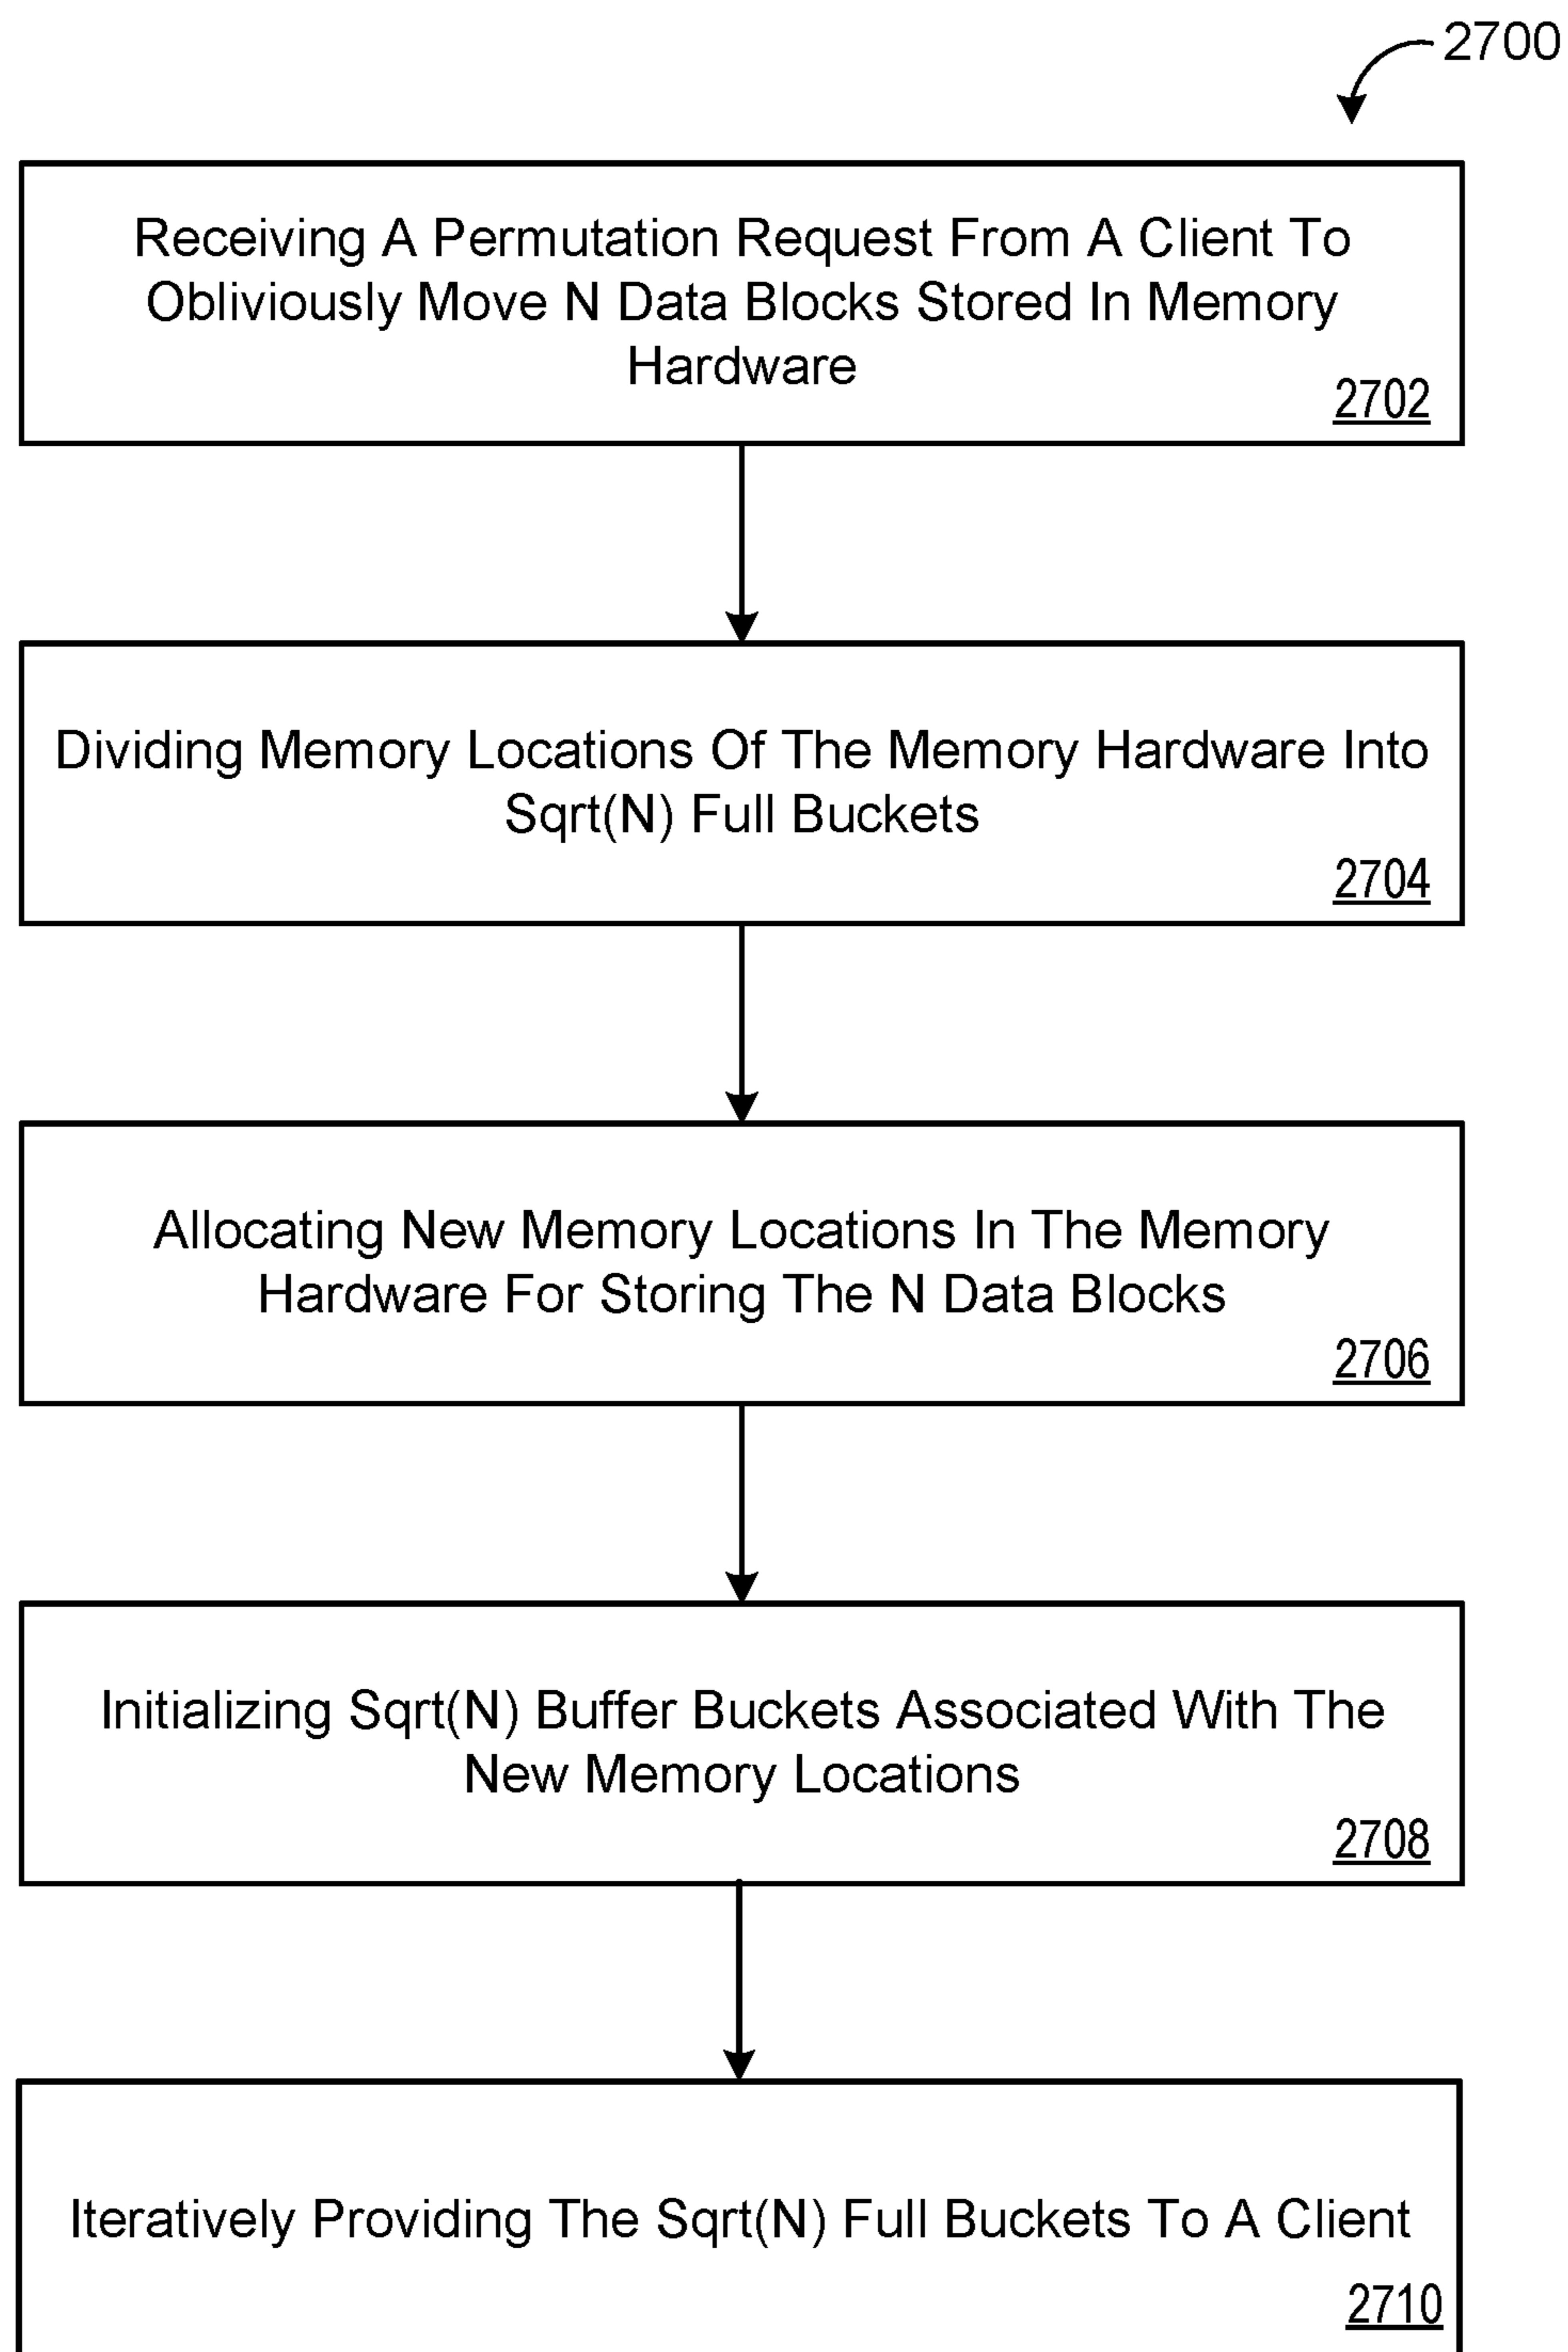 2700
Receiving A Permutation Request From A Client To
Obliviously Move N Data Blocks Stored In Memory
Hardware
2702
Dividing Memory Locations Of The Memory Hardware Into
Sqrt(N) Full Buckets
2704
Allocating New Memory Locations In The Memory
Hardware For Storing The N Data Blocks
2706
Initializing Sqrt(N) Buffer Buckets Associated With The
New Memory Locations
2708
Iteratively Providing The Sqrt(N) Full Buckets To A Client
2710